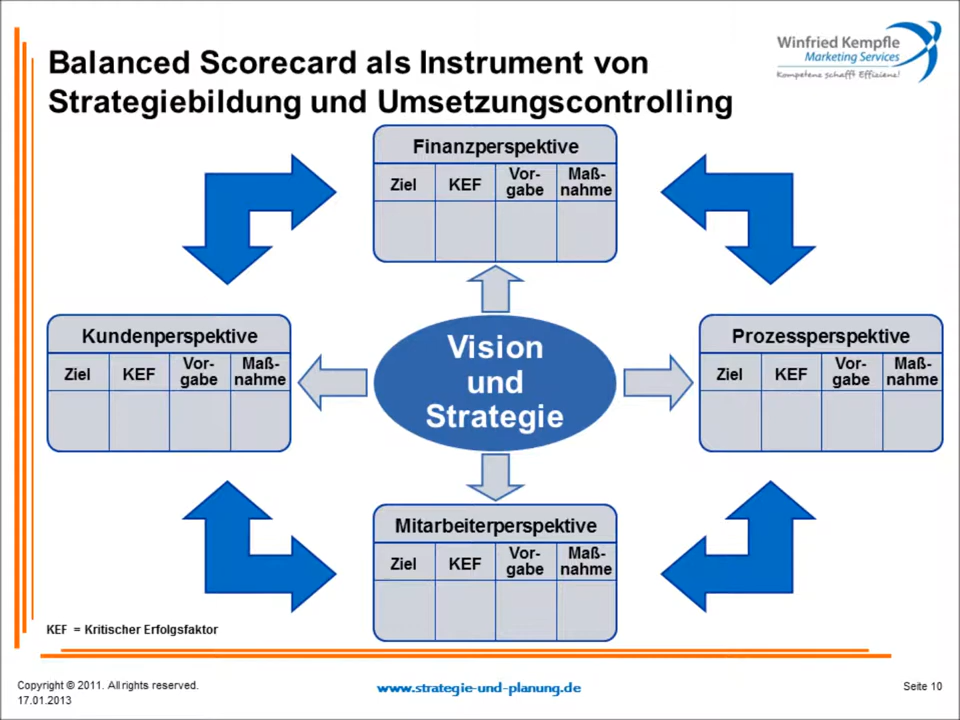 Balanced Scorecard als Instrument von
Strategiebildung und Umsetzungscontrolling
Winfried Kempfle
Marketing Services
Kompetenz schafft Effizienz!
Finanzperspektive
Ziel KEF Vor-gabe Maß-nahme
Kundenperspektive
Ziel KEF Vor-gabe Maß-nahme
Vision
und
Strategie
Prozessperspektive
Ziel KEF Vor-gabe Maß-nahme
Mitarbeiterperspektive
Ziel KEF Vor-gabe Maß-nahme
KEF = Kritischer Erfolgsfaktor
Copyright © 2011. All rights reserved.
17.01.2013
www.strategie-und-planung.de
Seite 10